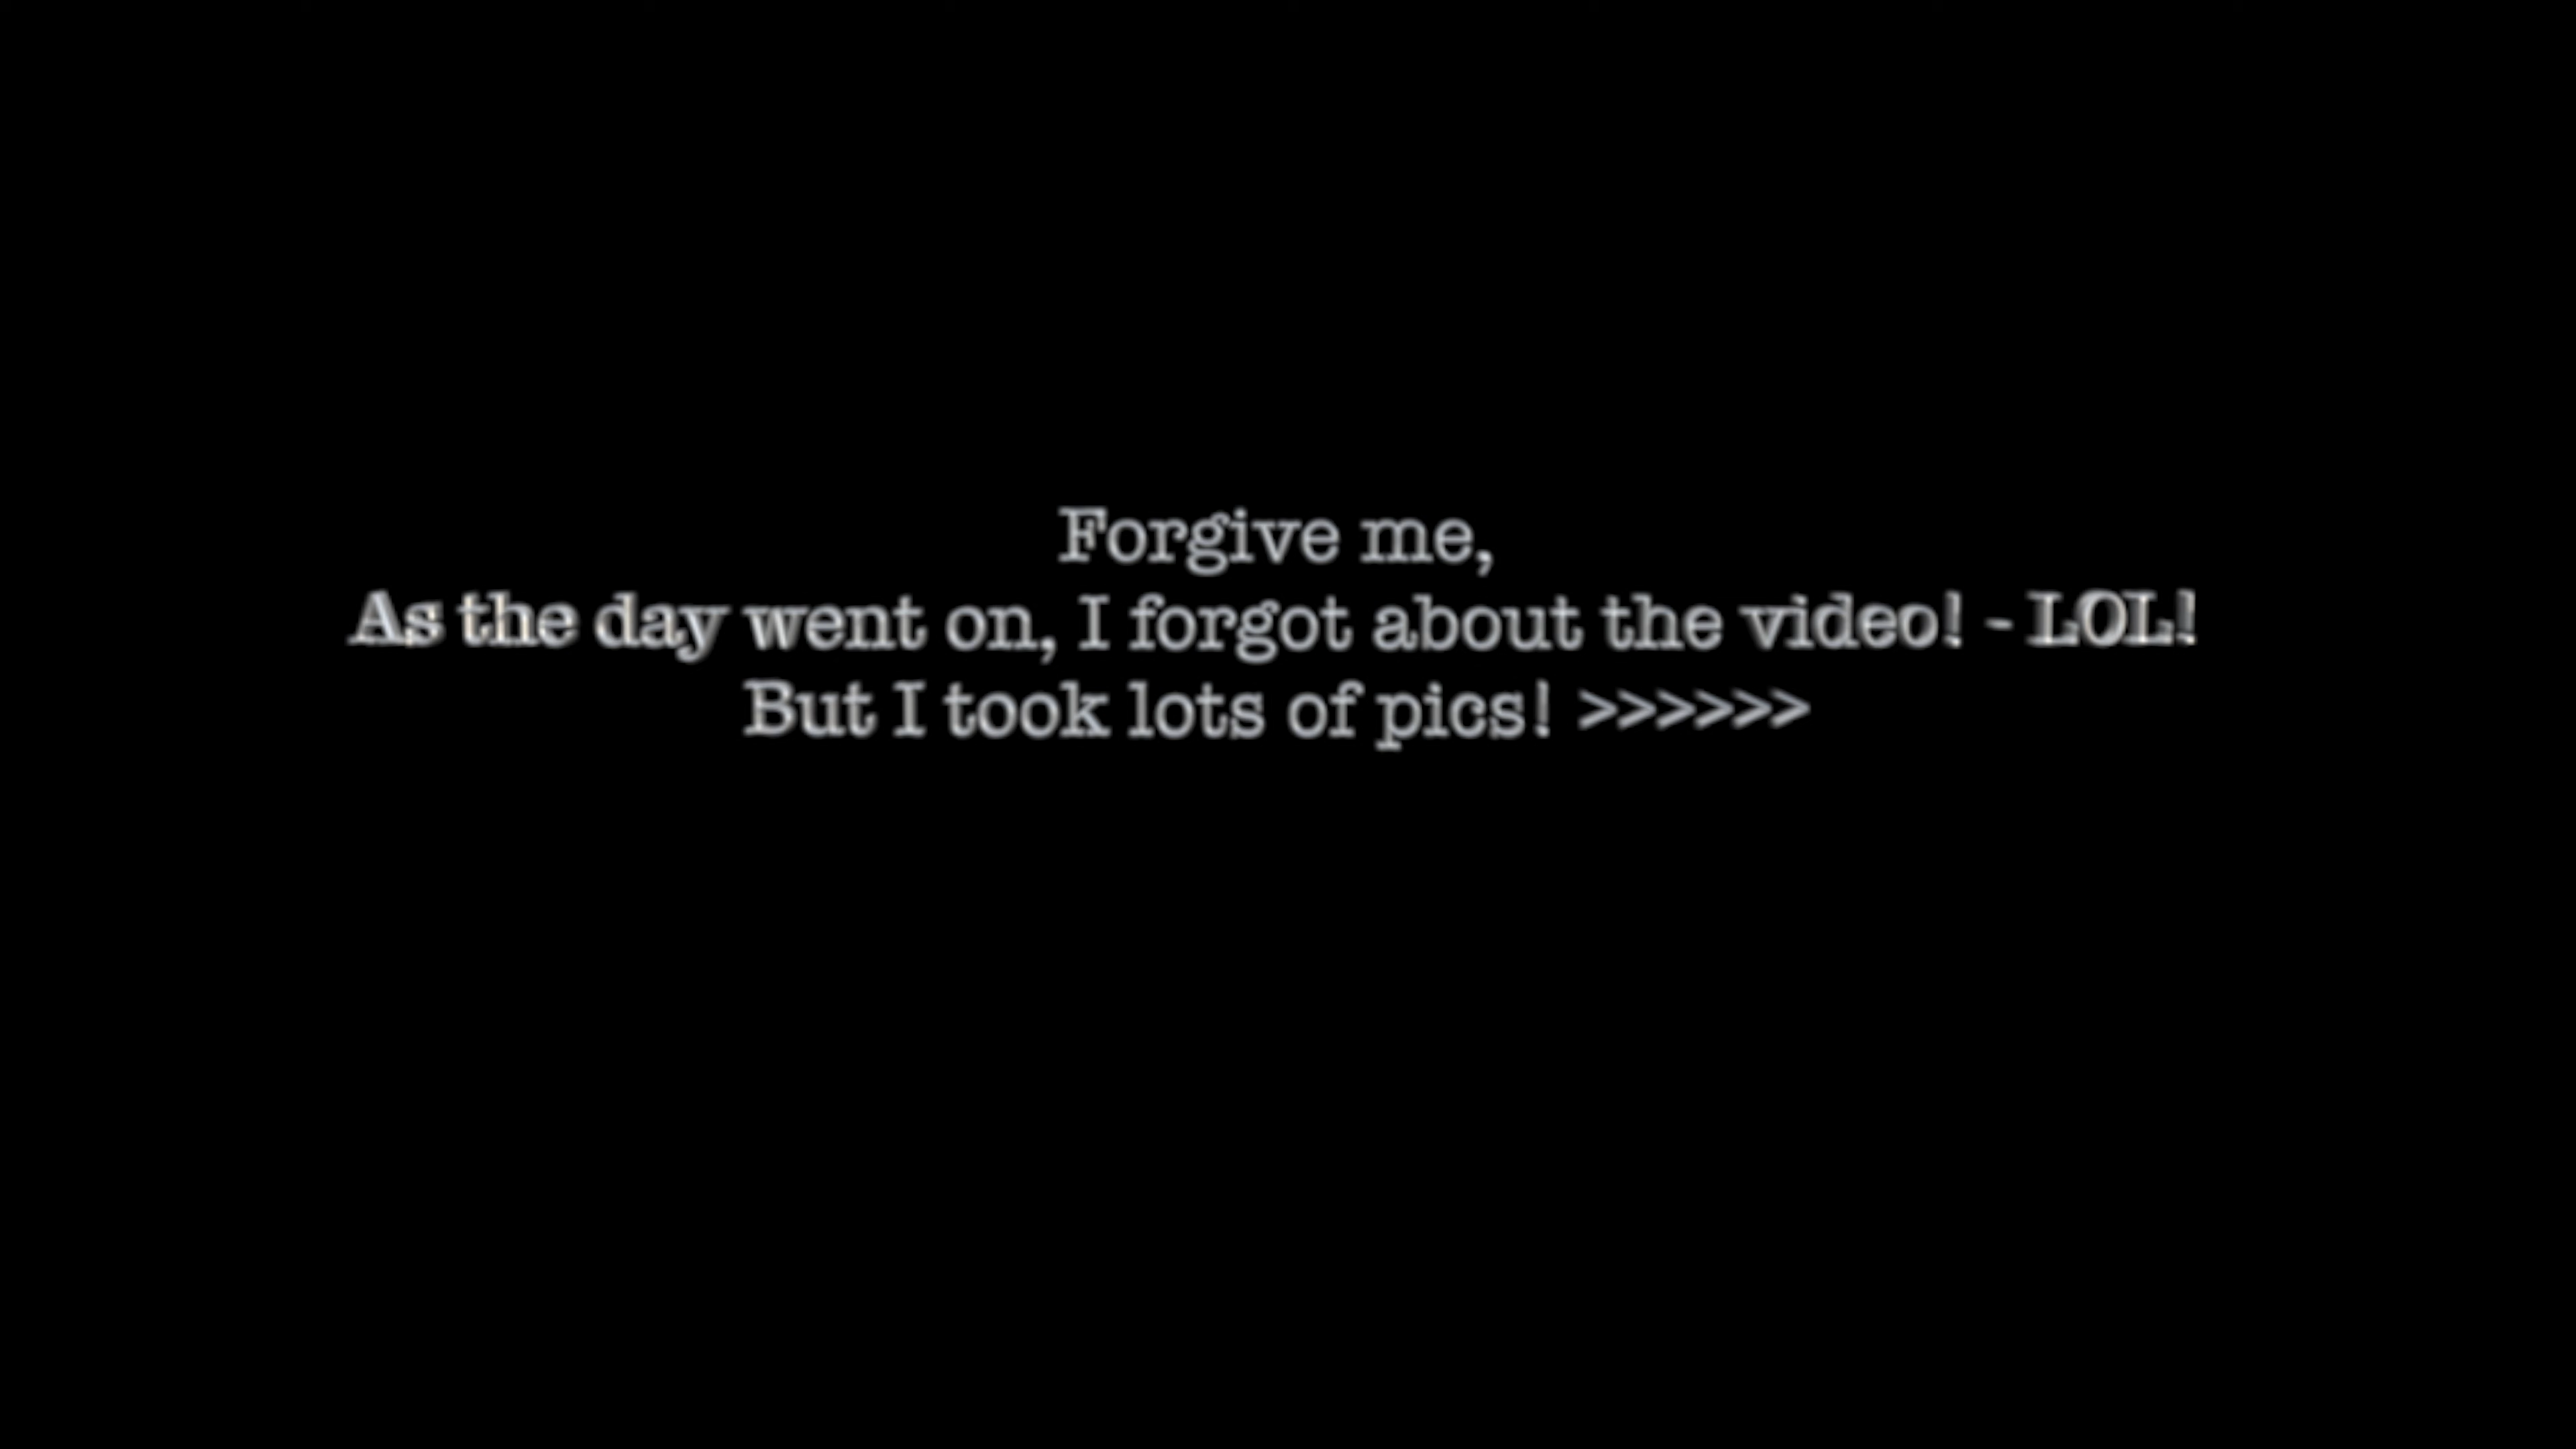 Forgive me,
As the day went on, I forgot about the video! - LOL!
But I took lots of pics! >>>>>>